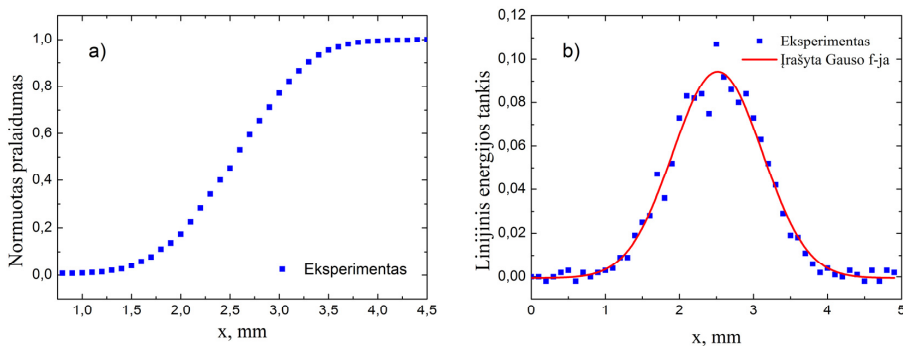 a)
Normuotas pralaidumas
1,0
0,8
0,6
0,4
0,2
0,0
Eksperimentas
1,0 1,5 2,0 2,5 3,0 3,5 4,0 4,5
x, mm
b)
Linijinis energijos tankis
0,12
0,10
0,08
0,06
0,04
0,02
0,00
Eksperimentas
Įrašyta Gauso f-ja
0 1 2 3 4 5
x, mm